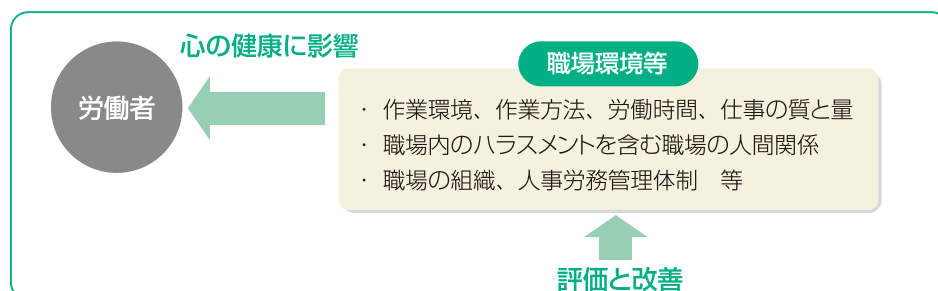 心の健康に影響
職場環境等
労働者
・ 作業環境、作業方法、労働時間、仕事の質と量
・ 職場内のハラスメントを含む職場の人間関係
・ 職場の組織、人事労務管理体制　等
評価と改善